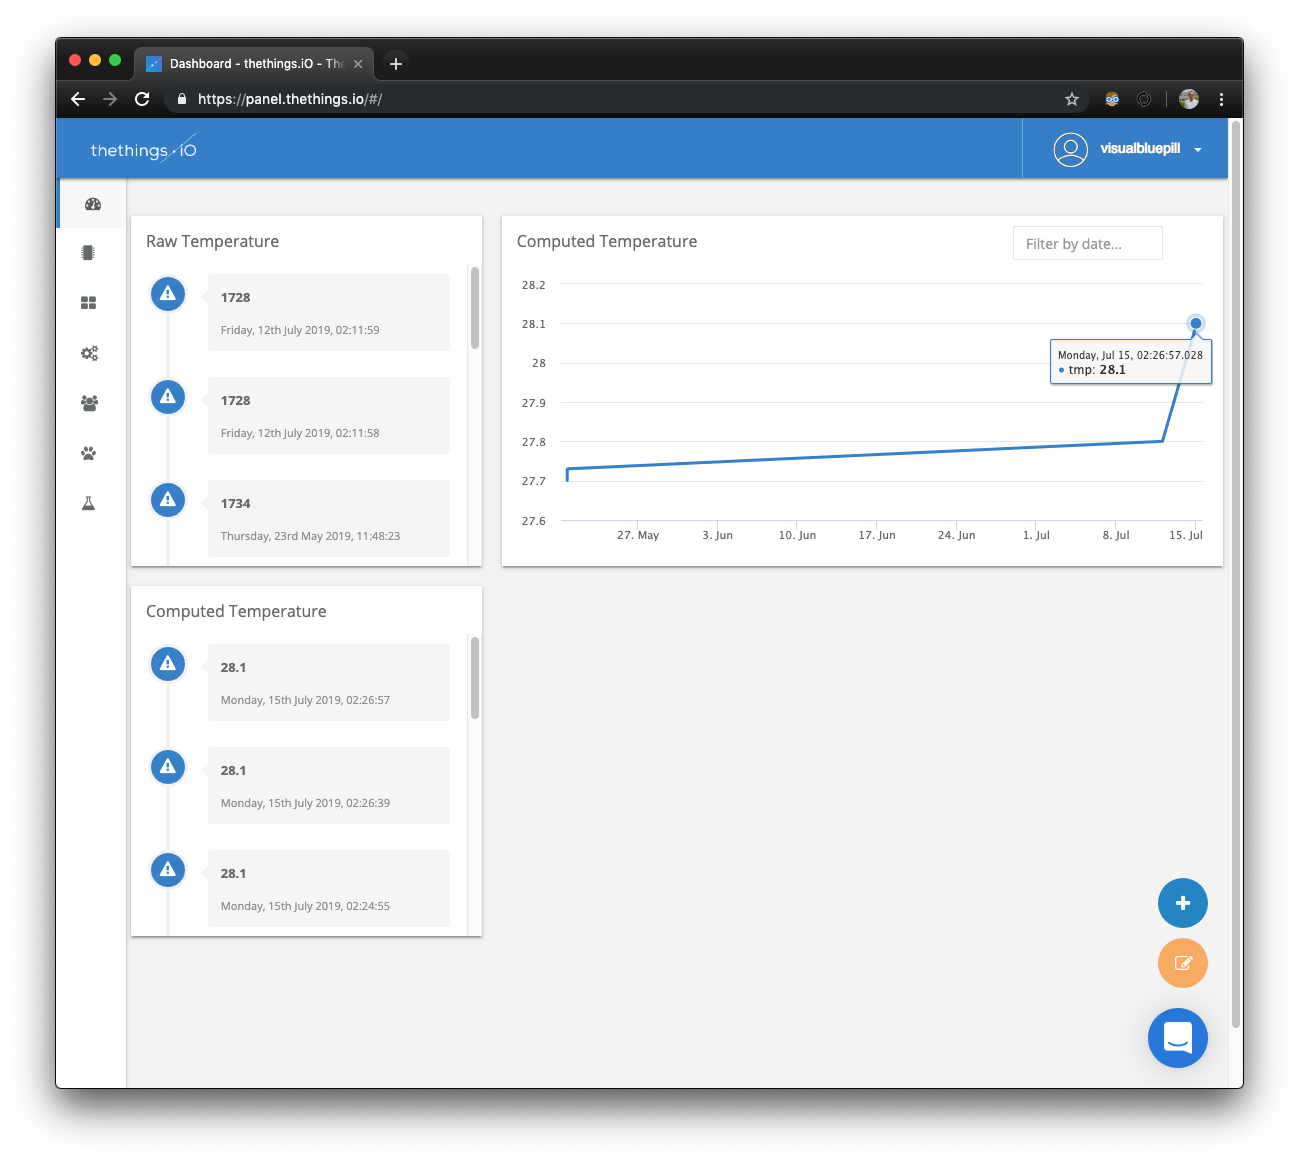 Dashboard - thethings.iO - The
https://panel.thethings.io/#/
thethings.iO
visualbluepill
Raw Temperature
1728
Friday, 12th July 2019, 02:11:59
1728
Friday, 12th July 2019, 02:11:58
1734
Thursday, 23rd May 2019, 11:48:23
Computed Temperature
Filter by date...
28.2
28.1
28
27.9
27.8
27.7
27.6
Monday, Jul 15, 02:26:57.028
tmp: 28.1
27. May
3. Jun
10. Jun
17. Jun
24. Jun
1. Jul
8. Jul
15. Jul
Computed Temperature
28.1
Monday, 15th July 2019, 02:26:57
28.1
Monday, 15th July 2019, 02:26:39
28.1
Monday, 15th July 2019, 02:24:55